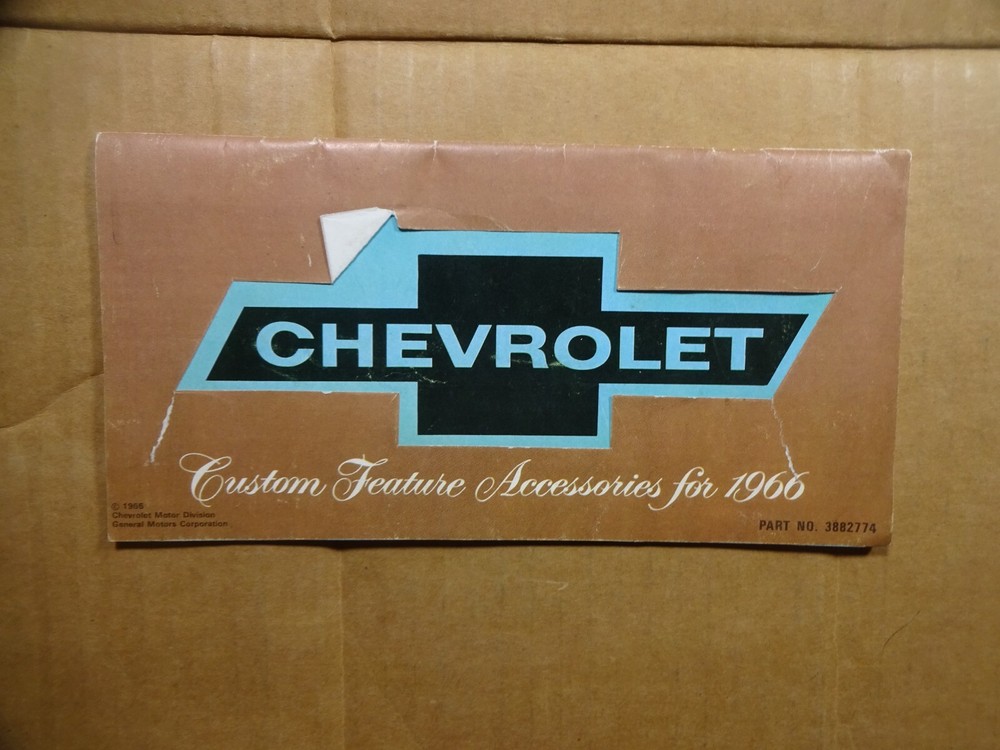 CHEVROLET
Custom Feature Accessories for 1966
© 1966
Chevrolet Motor Division
General Motors Corporation
PART NO. 3882774